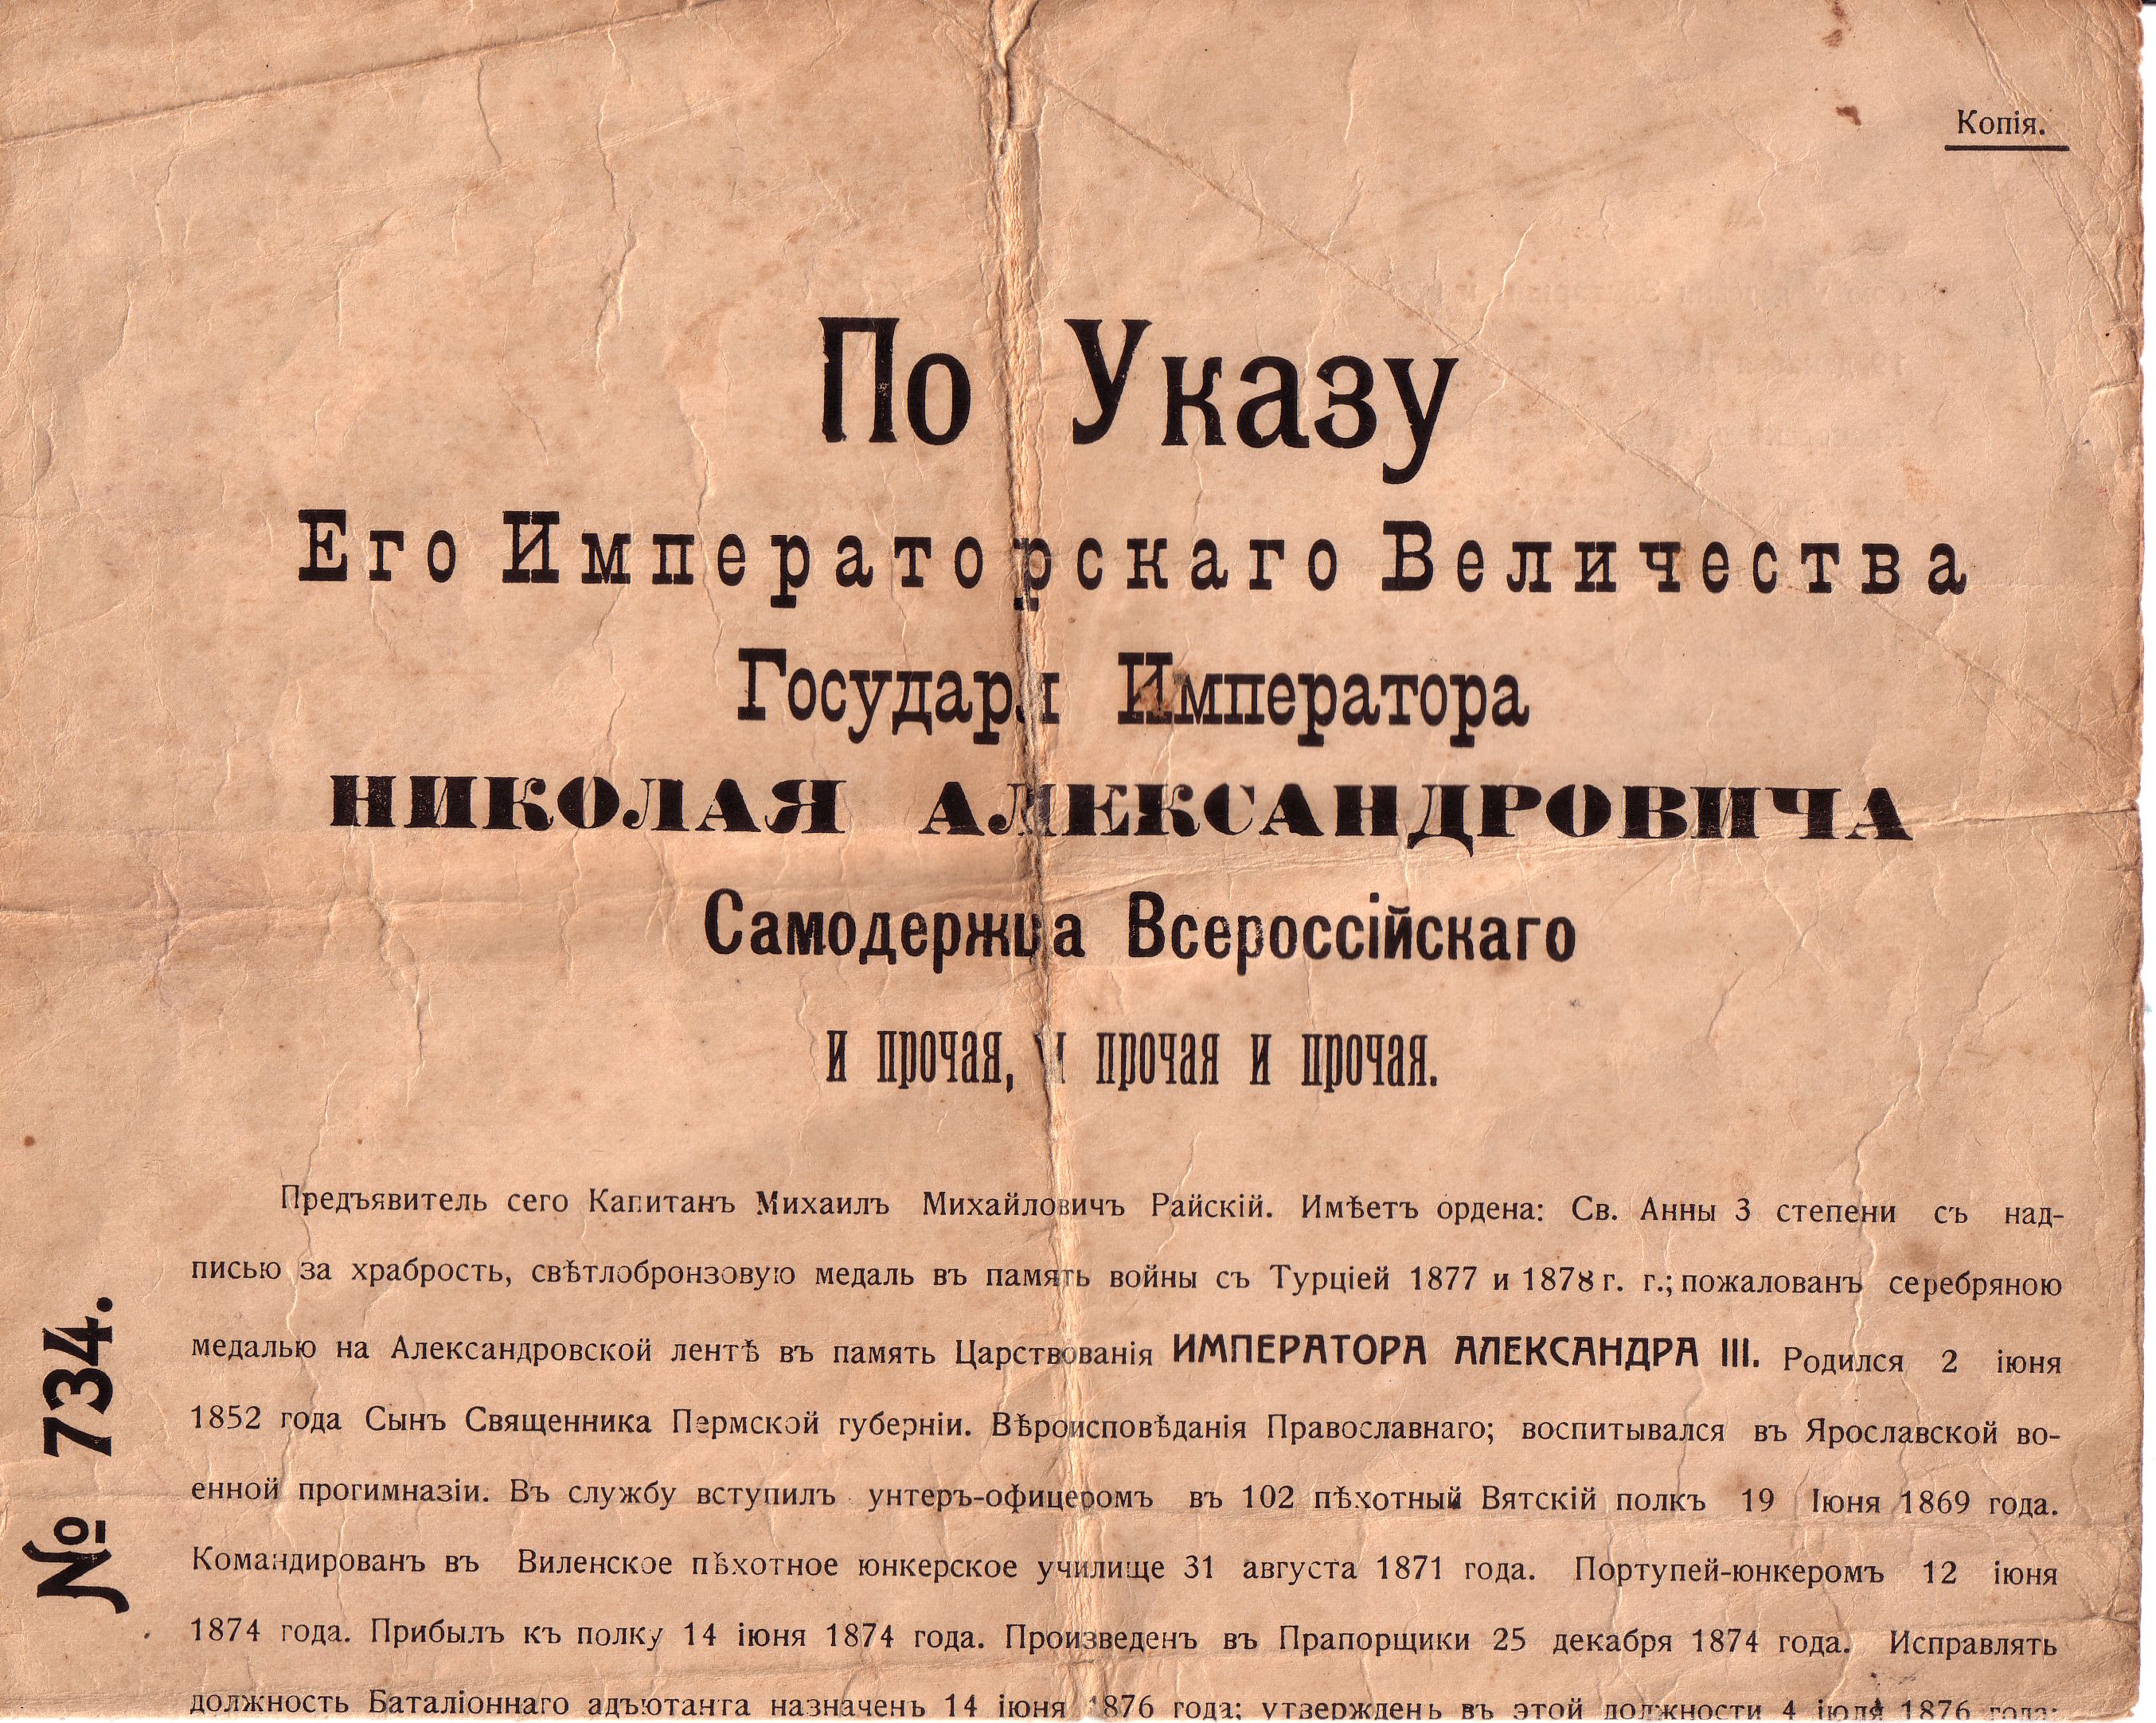 Копія.
По Указу
Его Императорскаго Величества
Государя Императора
НИКОЛАЯ АЛЕКСАНДРОВИЧА
Самодержца Всероссійскаго
и прочая, и прочая и прочая.
Предъявитель сего Капитанъ Михаилъ Михайловичъ Райскій. Имѣетъ ордена: Св. Анны 3 степени съ над-
писью за храбрость, свѣтлобронзовую медаль въ память войны съ Турціей 1877 и 1878 г. г.; пожалованъ серебряною
медалью на Александровской лентѣ въ память Царствованія ИМПЕРАТОРА АЛЕКСАНДРА III. Родился 2 іюня
1852 года Сынъ Священника Пермской губерніи. Вѣроисповѣданія Православнаго; воспитывался въ Ярославской во-
енной прогимназіи. Въ службу вступилъ унтеръ-офицеромъ въ 102 пѣхотный Вятскій полкъ 19 Іюня 1869 года.
Командированъ въ Виленское пѣхотное юнкерское училище 31 августа 1871 года. Портупей-юнкеромъ 12 іюня
1874 года. Прибылъ къ полку 14 іюня 1874 года. Произведенъ въ Прапорщики 25 декабря 1874 года. Исправлять
должность Баталіоннаго адъютанта назначенъ 14 іюня 1876 года; утвержденъ въ этой должности 4 іюля 1876 года;
№ 734.